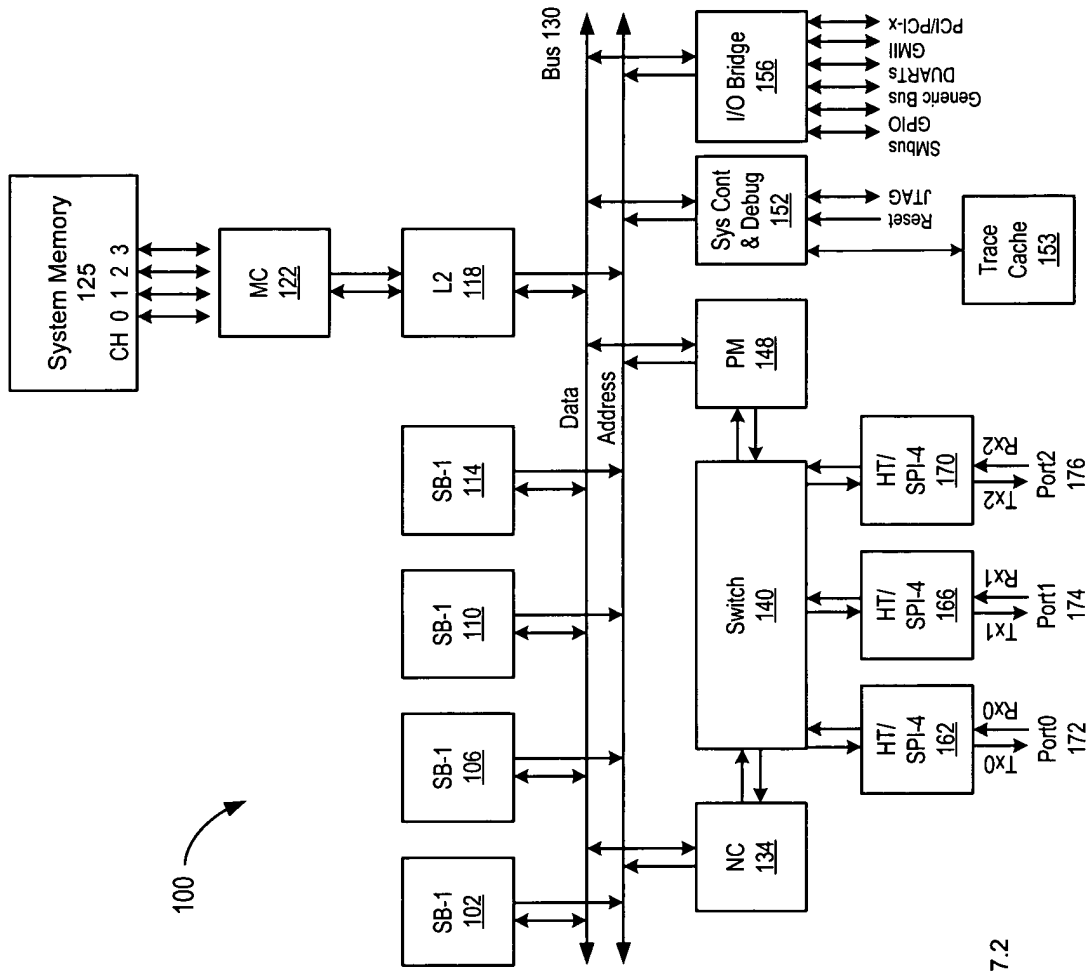 System Memory
125
CH 0 1 2 3
MC
122
L2
118
100
SB-1
102
SB-1
106
SB-1
110
SB-1
114
Bus 130
Data
Address
NC
134
Switch
140
PM
148
Sys Cont
& Debug
152
I/O Bridge
156
HT/
SPI-4
162
HT/
SPI-4
166
HT/
SPI-4
170
Tx0
Rx0
Tx1
Rx1
Tx2
Rx2
Port0
172
Port1
174
Port2
176
Reset
JTAG
Trace
Cache
153
SMbus
GPIO
Generic Bus
DUARTs
GMII
PCI/PCI-x
7.2